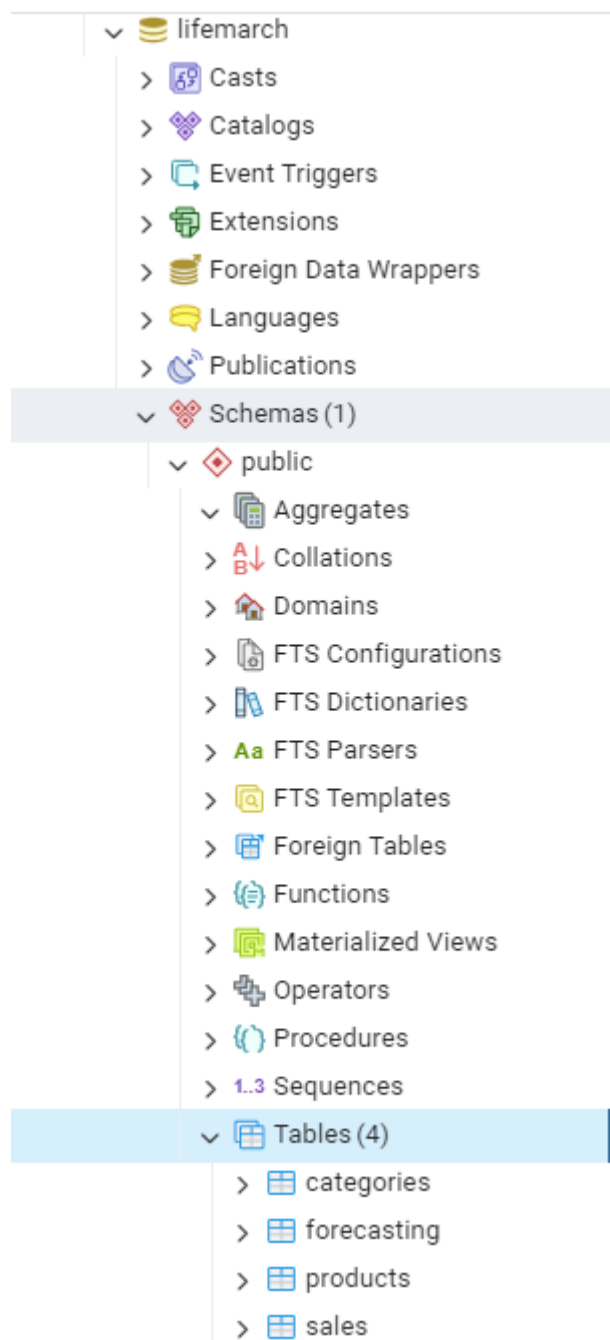 lifemarch
Casts
Catalogs
Event Triggers
Extensions
Foreign Data Wrappers
Languages
Publications
Schemas (1)
public
Aggregates
Collations
Domains
FTS Configurations
FTS Dictionaries
Aa FTS Parsers
FTS Templates
Foreign Tables
Functions
Materialized Views
Operators
Procedures
1..3 Sequences
Tables (4)
categories
forecasting
products
sales